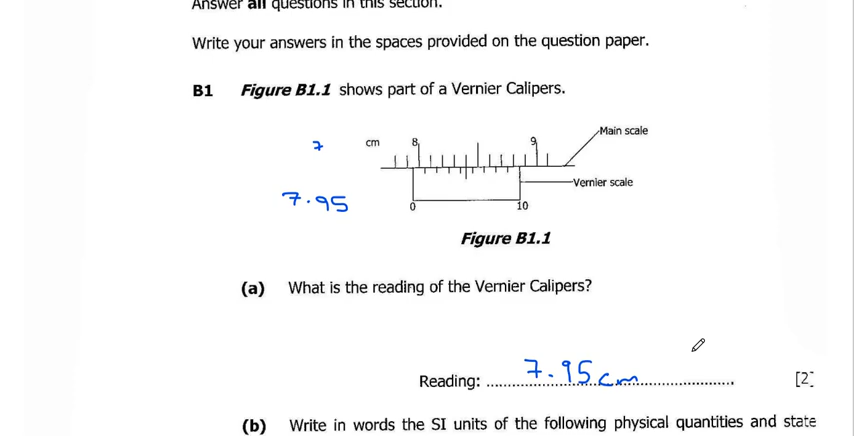 Answer all questions in this section.
Write your answers in the spaces provided on the question paper.
B1 Figure B1.1 shows part of a Vernier Calipers.
7 cm 8 9 Main scale
Vernier scale
7.95 0 10
Figure B1.1
(a) What is the reading of the Vernier Calipers?
Reading: 7.95cm [2]
(b) Write in words the SI units of the following physical quantities and state